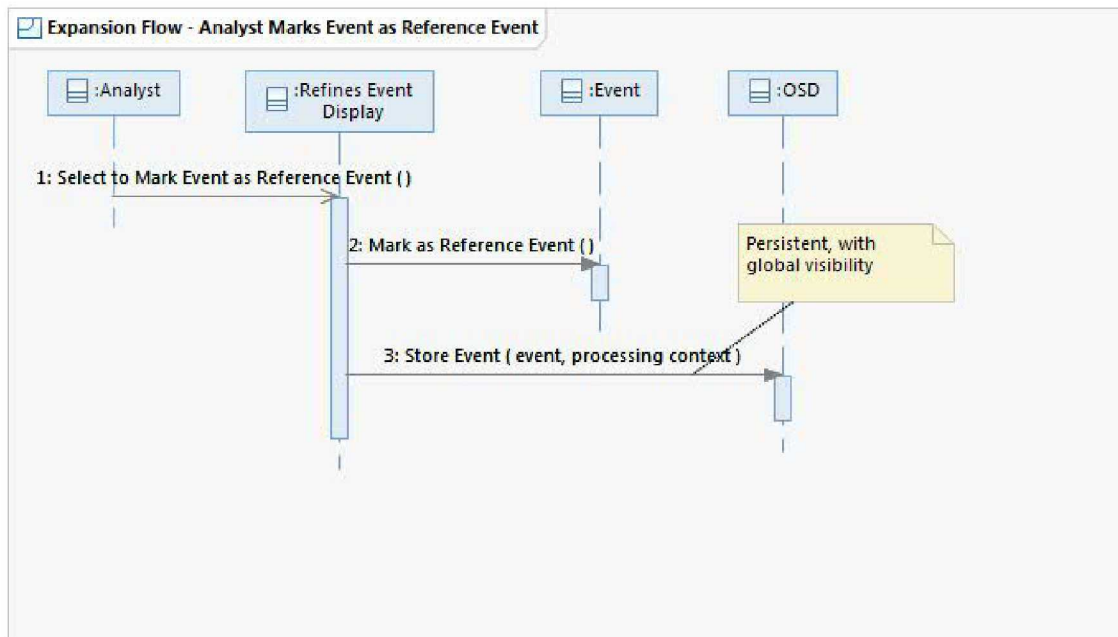 Expansion Flow - Analyst Marks Event as Reference Event
:Analyst
:Refines Event
Display
:Event
:OSD
1: Select to Mark Event as Reference Event ( )
2: Mark as Reference Event ( )
Persistent, with
global visibility
3: Store Event ( event, processing context )